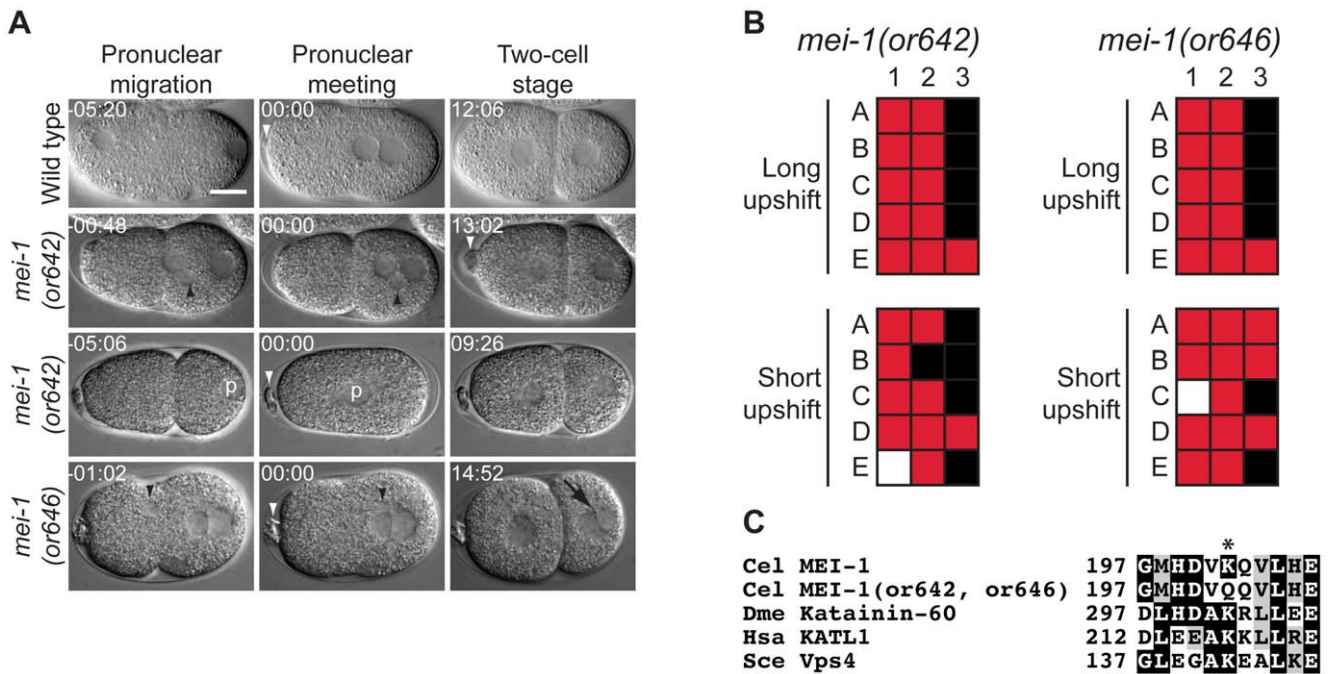 A
Pronuclear migration
Pronuclear meeting
Two-cell stage
Wild type
-05:20
00:00
12:06
mei-1 (or642)
-00:48
00:00
13:02
mei-1 (or642)
-05:06
p
00:00
p
09:26
mei-1 (or646)
-01:02
00:00
14:52
B
mei-1(or642)
1 2 3
Long upshift
A
B
C
D
E
Short upshift
A
B
C
D
E
mei-1(or646)
1 2 3
Long upshift
A
B
C
D
E
Short upshift
A
B
C
D
E
C
*
Cel MEI-1 197 GMHDVKQVLHE
Cel MEI-1(or642, or646) 197 GMHDVQQVLHE
Dme Katainin-60 297 DLHDAKRLLEE
Hsa KATL1 212 DLEEAKKLLRE
Sce Vps4 137 GLEGAKEALKE